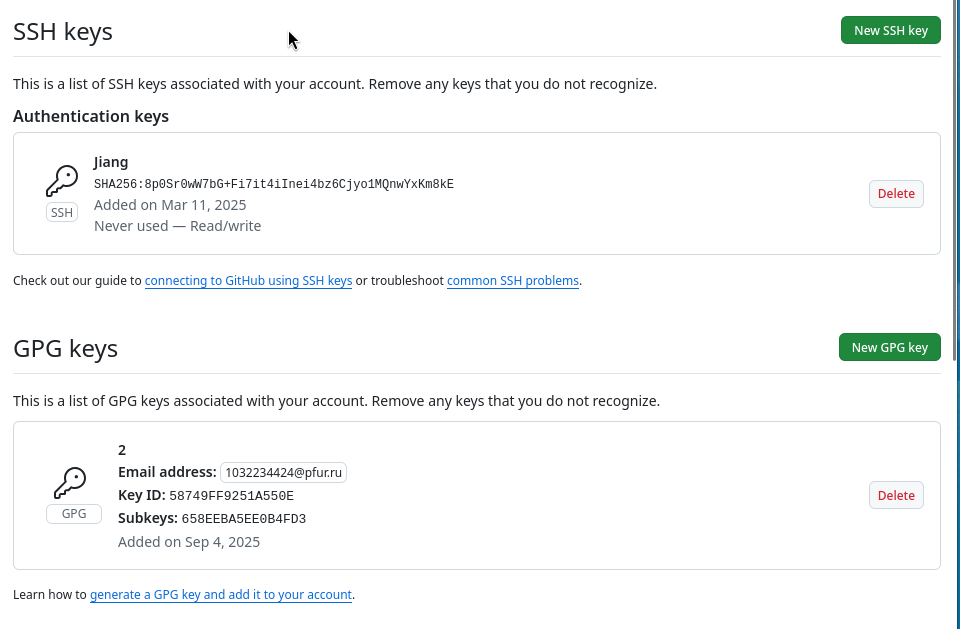 SSH keys
New SSH key
This is a list of SSH keys associated with your account. Remove any keys that you do not recognize.
Authentication keys
Jiang
SHA256:8p0Sr0wW7bG+Fi7it4iInei4bz6Cjyo1MQnwYxKm8kE
Added on Mar 11, 2025
Never used — Read/write
SSH
Delete
Check out our guide to connecting to GitHub using SSH keys or troubleshoot common SSH problems.
GPG keys
New GPG key
This is a list of GPG keys associated with your account. Remove any keys that you do not recognize.
2
Email address: 1032234424@pfur.ru
Key ID: 58749FF9251A550E
Subkeys: 658EEBA5EE0B4FD3
Added on Sep 4, 2025
GPG
Delete
Learn how to generate a GPG key and add it to your account.